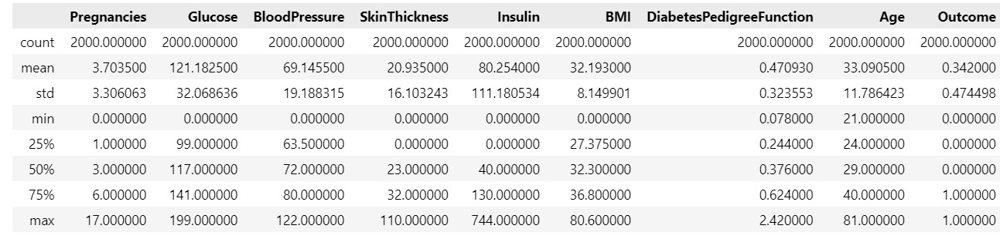 Pregnancies Glucose BloodPressure SkinThickness Insulin BMI DiabetesPedigreeFunction Age Outcome
count 2000.000000 2000.000000 2000.000000 2000.000000 2000.000000 2000.000000 2000.000000 2000.000000 2000.000000
mean 3.703500 121.182500 69.145500 20.935000 80.254000 32.193000 0.470930 33.090500 0.342000
std 3.306063 32.068636 19.188315 16.103243 111.180534 8.149901 0.323553 11.786423 0.474498
min 0.000000 0.000000 0.000000 0.000000 0.000000 0.000000 0.078000 21.000000 0.000000
25% 1.000000 99.000000 63.500000 0.000000 0.000000 27.375000 0.244000 24.000000 0.000000
50% 3.000000 117.000000 72.000000 23.000000 40.000000 32.300000 0.376000 29.000000 0.000000
75% 6.000000 141.000000 80.000000 32.000000 130.000000 36.800000 0.624000 40.000000 1.000000
max 17.000000 199.000000 122.000000 110.000000 744.000000 80.600000 2.420000 81.000000 1.000000